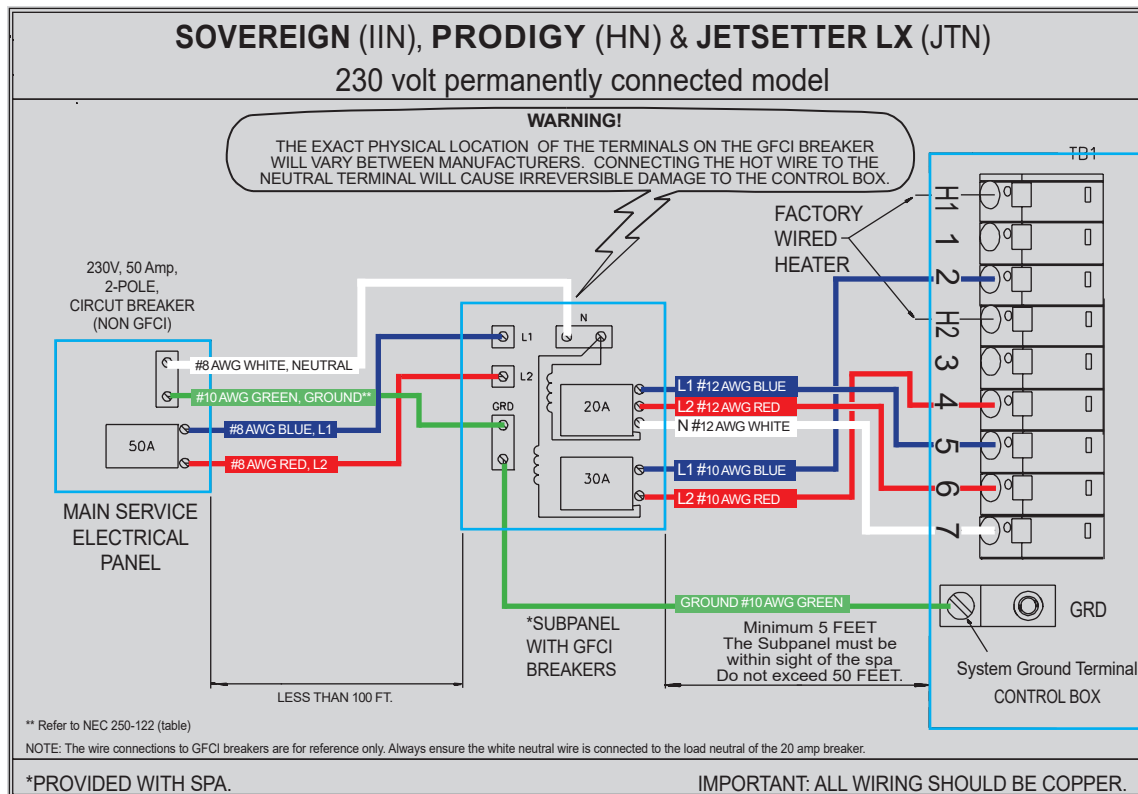 SOVEREIGN (IIN), PRODIGY (HN) & JETSETTER LX (JTN)
230 volt permanently connected model
WARNING!
THE EXACT PHYSICAL LOCATION OF THE TERMINALS ON THE GFCI BREAKER
WILL VARY BETWEEN MANUFACTURERS. CONNECTING THE HOT WIRE TO THE
NEUTRAL TERMINAL WILL CAUSE IRREVERSIBLE DAMAGE TO THE CONTROL BOX.
230V, 50 Amp,
2-POLE,
CIRCUT BREAKER
(NON GFCI)
#8 AWG WHITE, NEUTRAL
#10 AWG GREEN, GROUND**
#8 AWG BLUE, L1
#8 AWG RED, L2
50A
MAIN SERVICE
ELECTRICAL
PANEL
N
L1
L2
GRD
20A
30A
*SUBPANEL
WITH GFCI
BREAKERS
L1 #12 AWG BLUE
L2 #12 AWG RED
N #12 AWG WHITE
L1 #10 AWG BLUE
L2 #10 AWG RED
GROUND #10 AWG GREEN
FACTORY
WIRED
HEATER
TB1
H1
1
2
H2
3
4
5
6
7
GRD
System Ground Terminal
CONTROL BOX
Minimum 5 FEET
The Subpanel must be
within sight of the spa
Do not exceed 50 FEET.
LESS THAN 100 FT.
** Refer to NEC 250-122 (table)
NOTE: The wire connections to GFCI breakers are for reference only. Always ensure the white neutral wire is connected to the load neutral of the 20 amp breaker.
*PROVIDED WITH SPA.
IMPORTANT: ALL WIRING SHOULD BE COPPER.